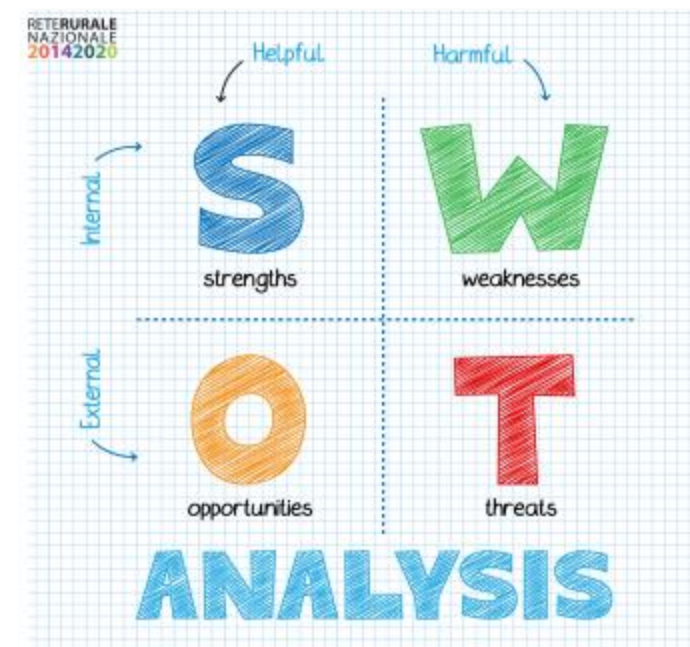 RETERURALE
NAZIONALE
20142020
Helpful
Harmful
Internal
S
W
strengths
weaknesses
External
O
T
opportunities
threats
ANALYSIS